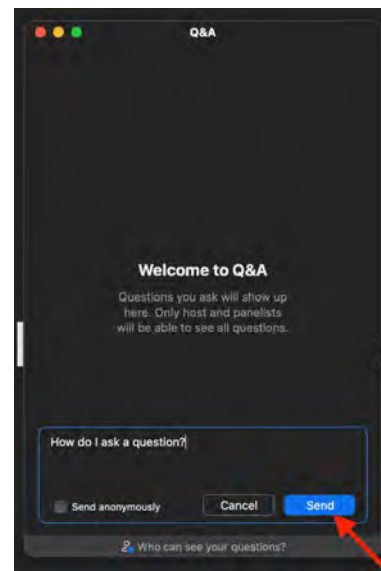 Q&A
Welcome to Q&A
Questions you ask will show up
here. Only host and panelists
will be able to see all questions.
How do I ask a question?
Send anonymously Cancel Send
Who can see your questions?